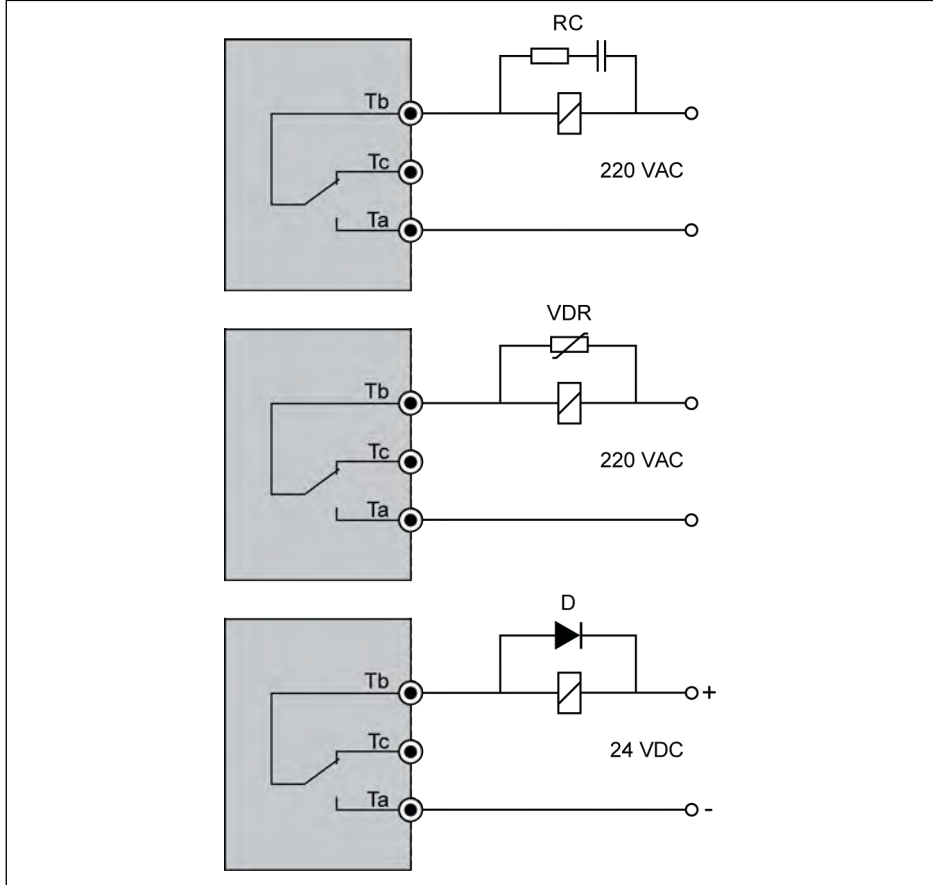 RC
Tb
Tc
220 VAC
Ta
VDR
Tb
Tc
220 VAC
Ta
D
Tb
+
Tc
24 VDC
Ta
-